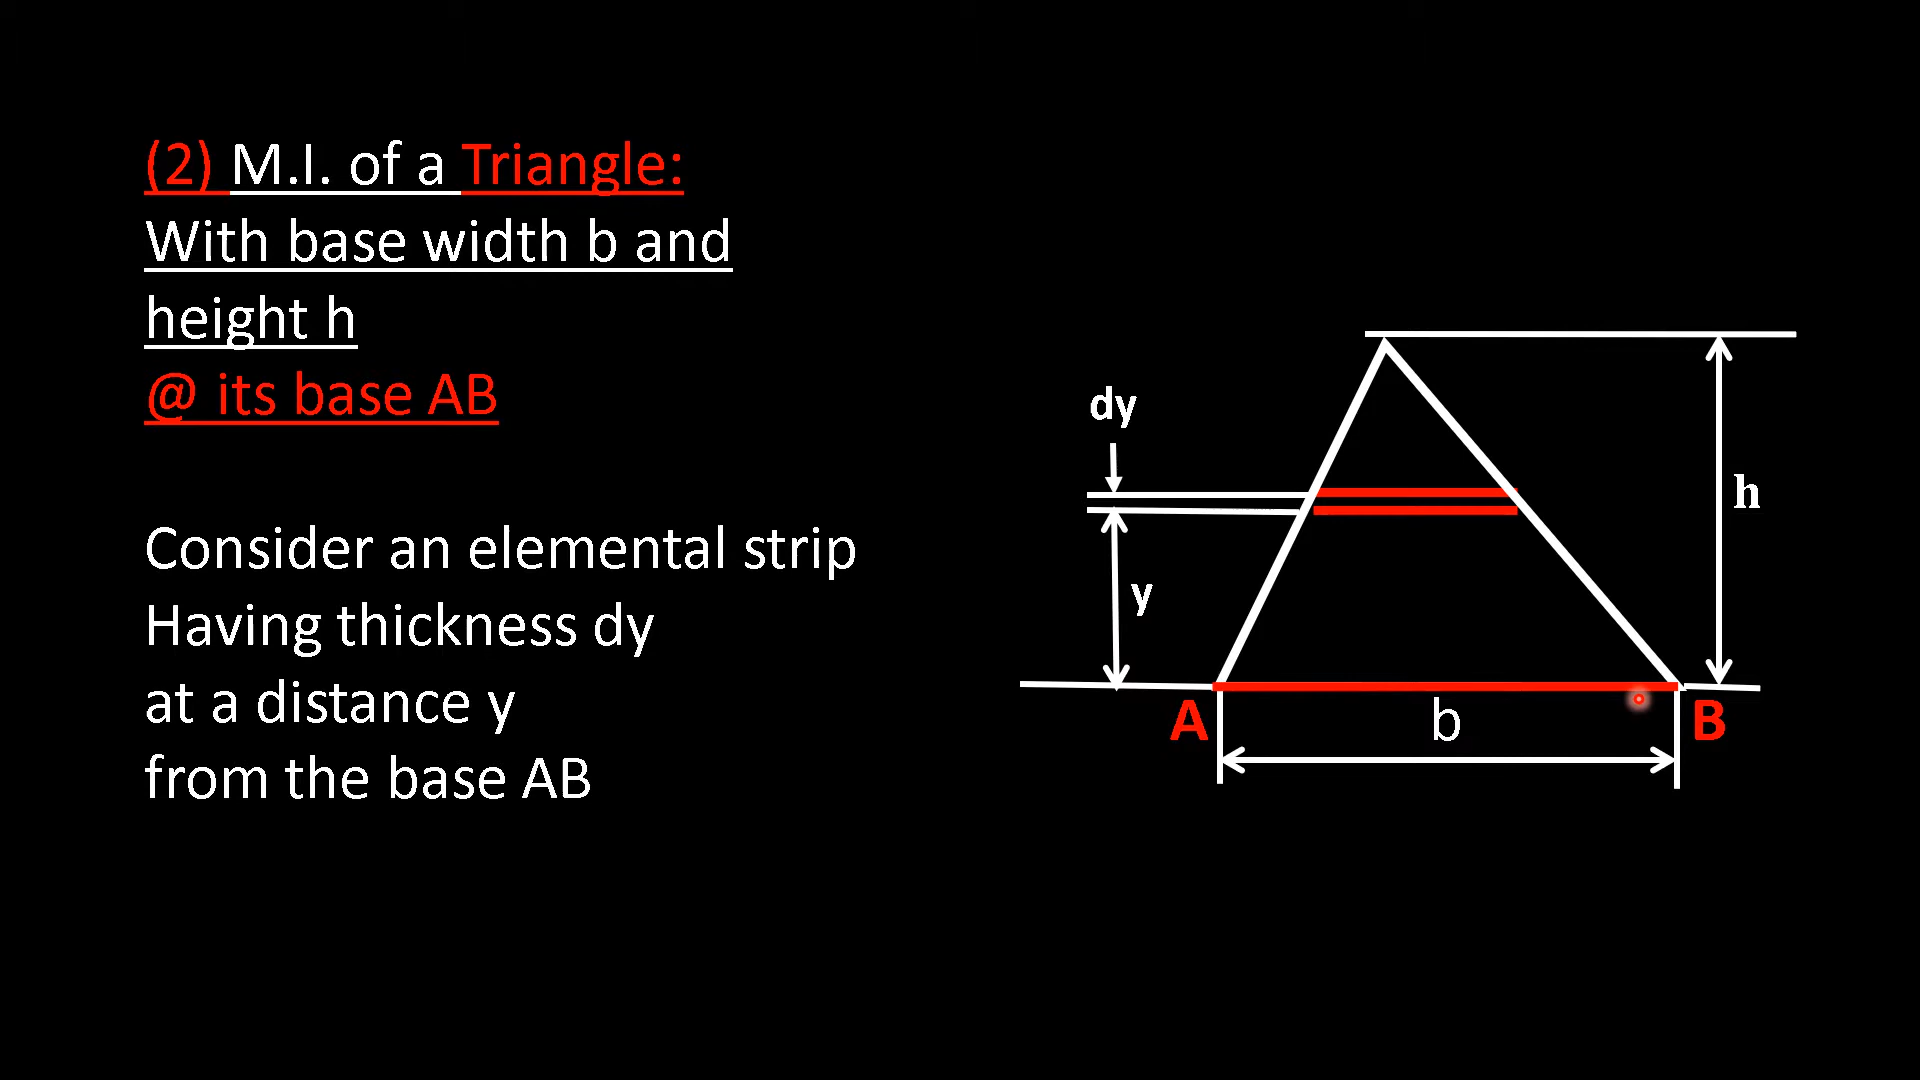 (2) M.I. of a Triangle:
With base width b and
height h
@ its base AB
Consider an elemental strip
Having thickness dy
at a distance y
from the base AB
dy
h
y
A
b
B